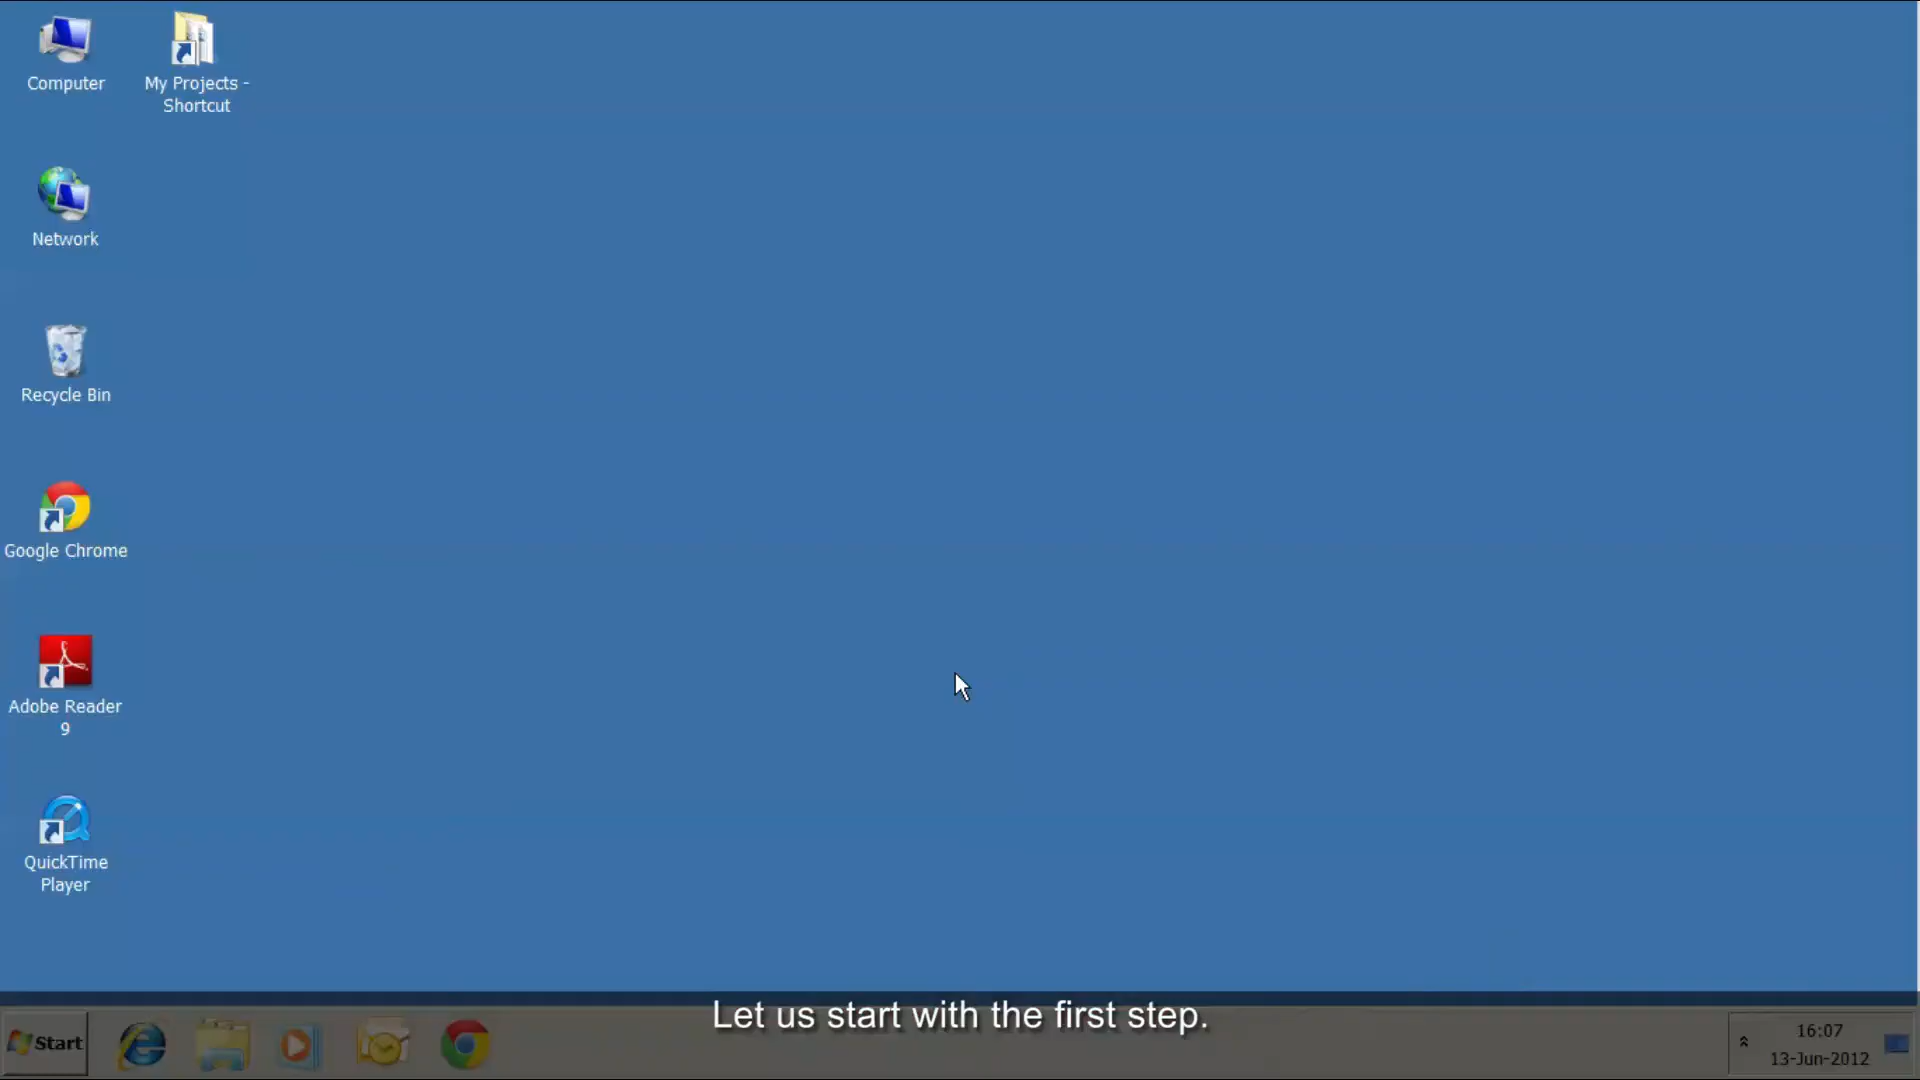 Computer
My Projects -
Shortcut
Network
Recycle Bin
Google Chrome
Adobe Reader
9
QuickTime
Player
Let us start with the first step.
Start
16:07
13-Jun-2012